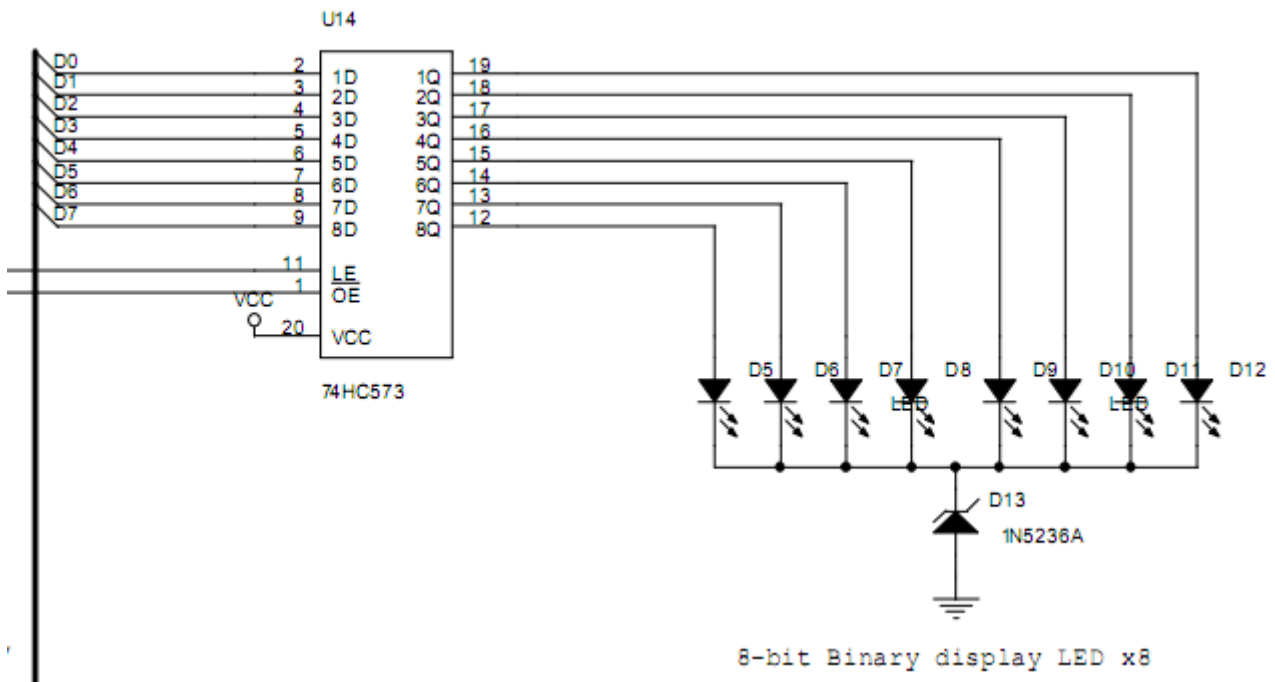 U14
D0 2 1D 1Q 19
D1 3 2D 2Q 18
D2 4 3D 3Q 17
D3 5 4D 4Q 16
D4 6 5D 5Q 15
D5 7 6D 6Q 14
D6 8 7D 7Q 13
D7 9 8D 8Q 12
11 LE
1 OE
VCC
20 VCC
74HC573
D5 D6 D7 D8 D9 D10 D11 D12
LED LED
D13
1N5236A
8-bit Binary display LED x8